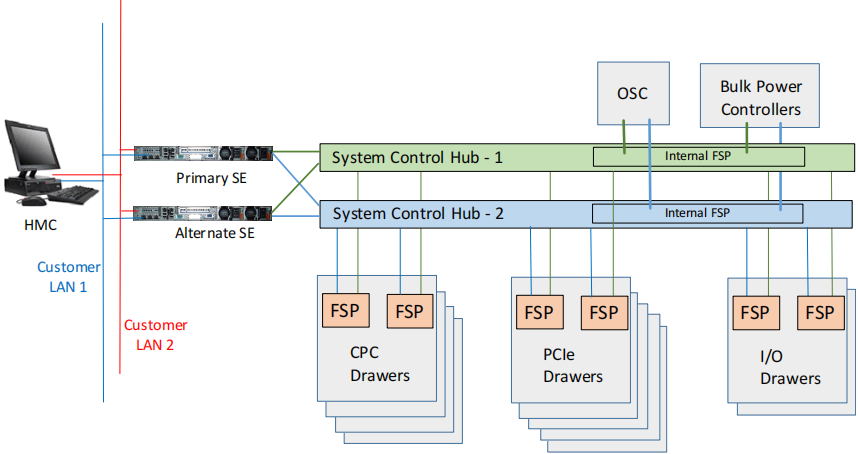 OSC
Bulk Power
Controllers
System Control Hub - 1
Internal FSP
Primary SE
HMC
System Control Hub - 2
Internal FSP
Alternate SE
Customer
LAN 1
Customer
LAN 2
FSP
FSP
CPC
Drawers
FSP
FSP
PCIe
Drawers
FSP
FSP
I/O
Drawers